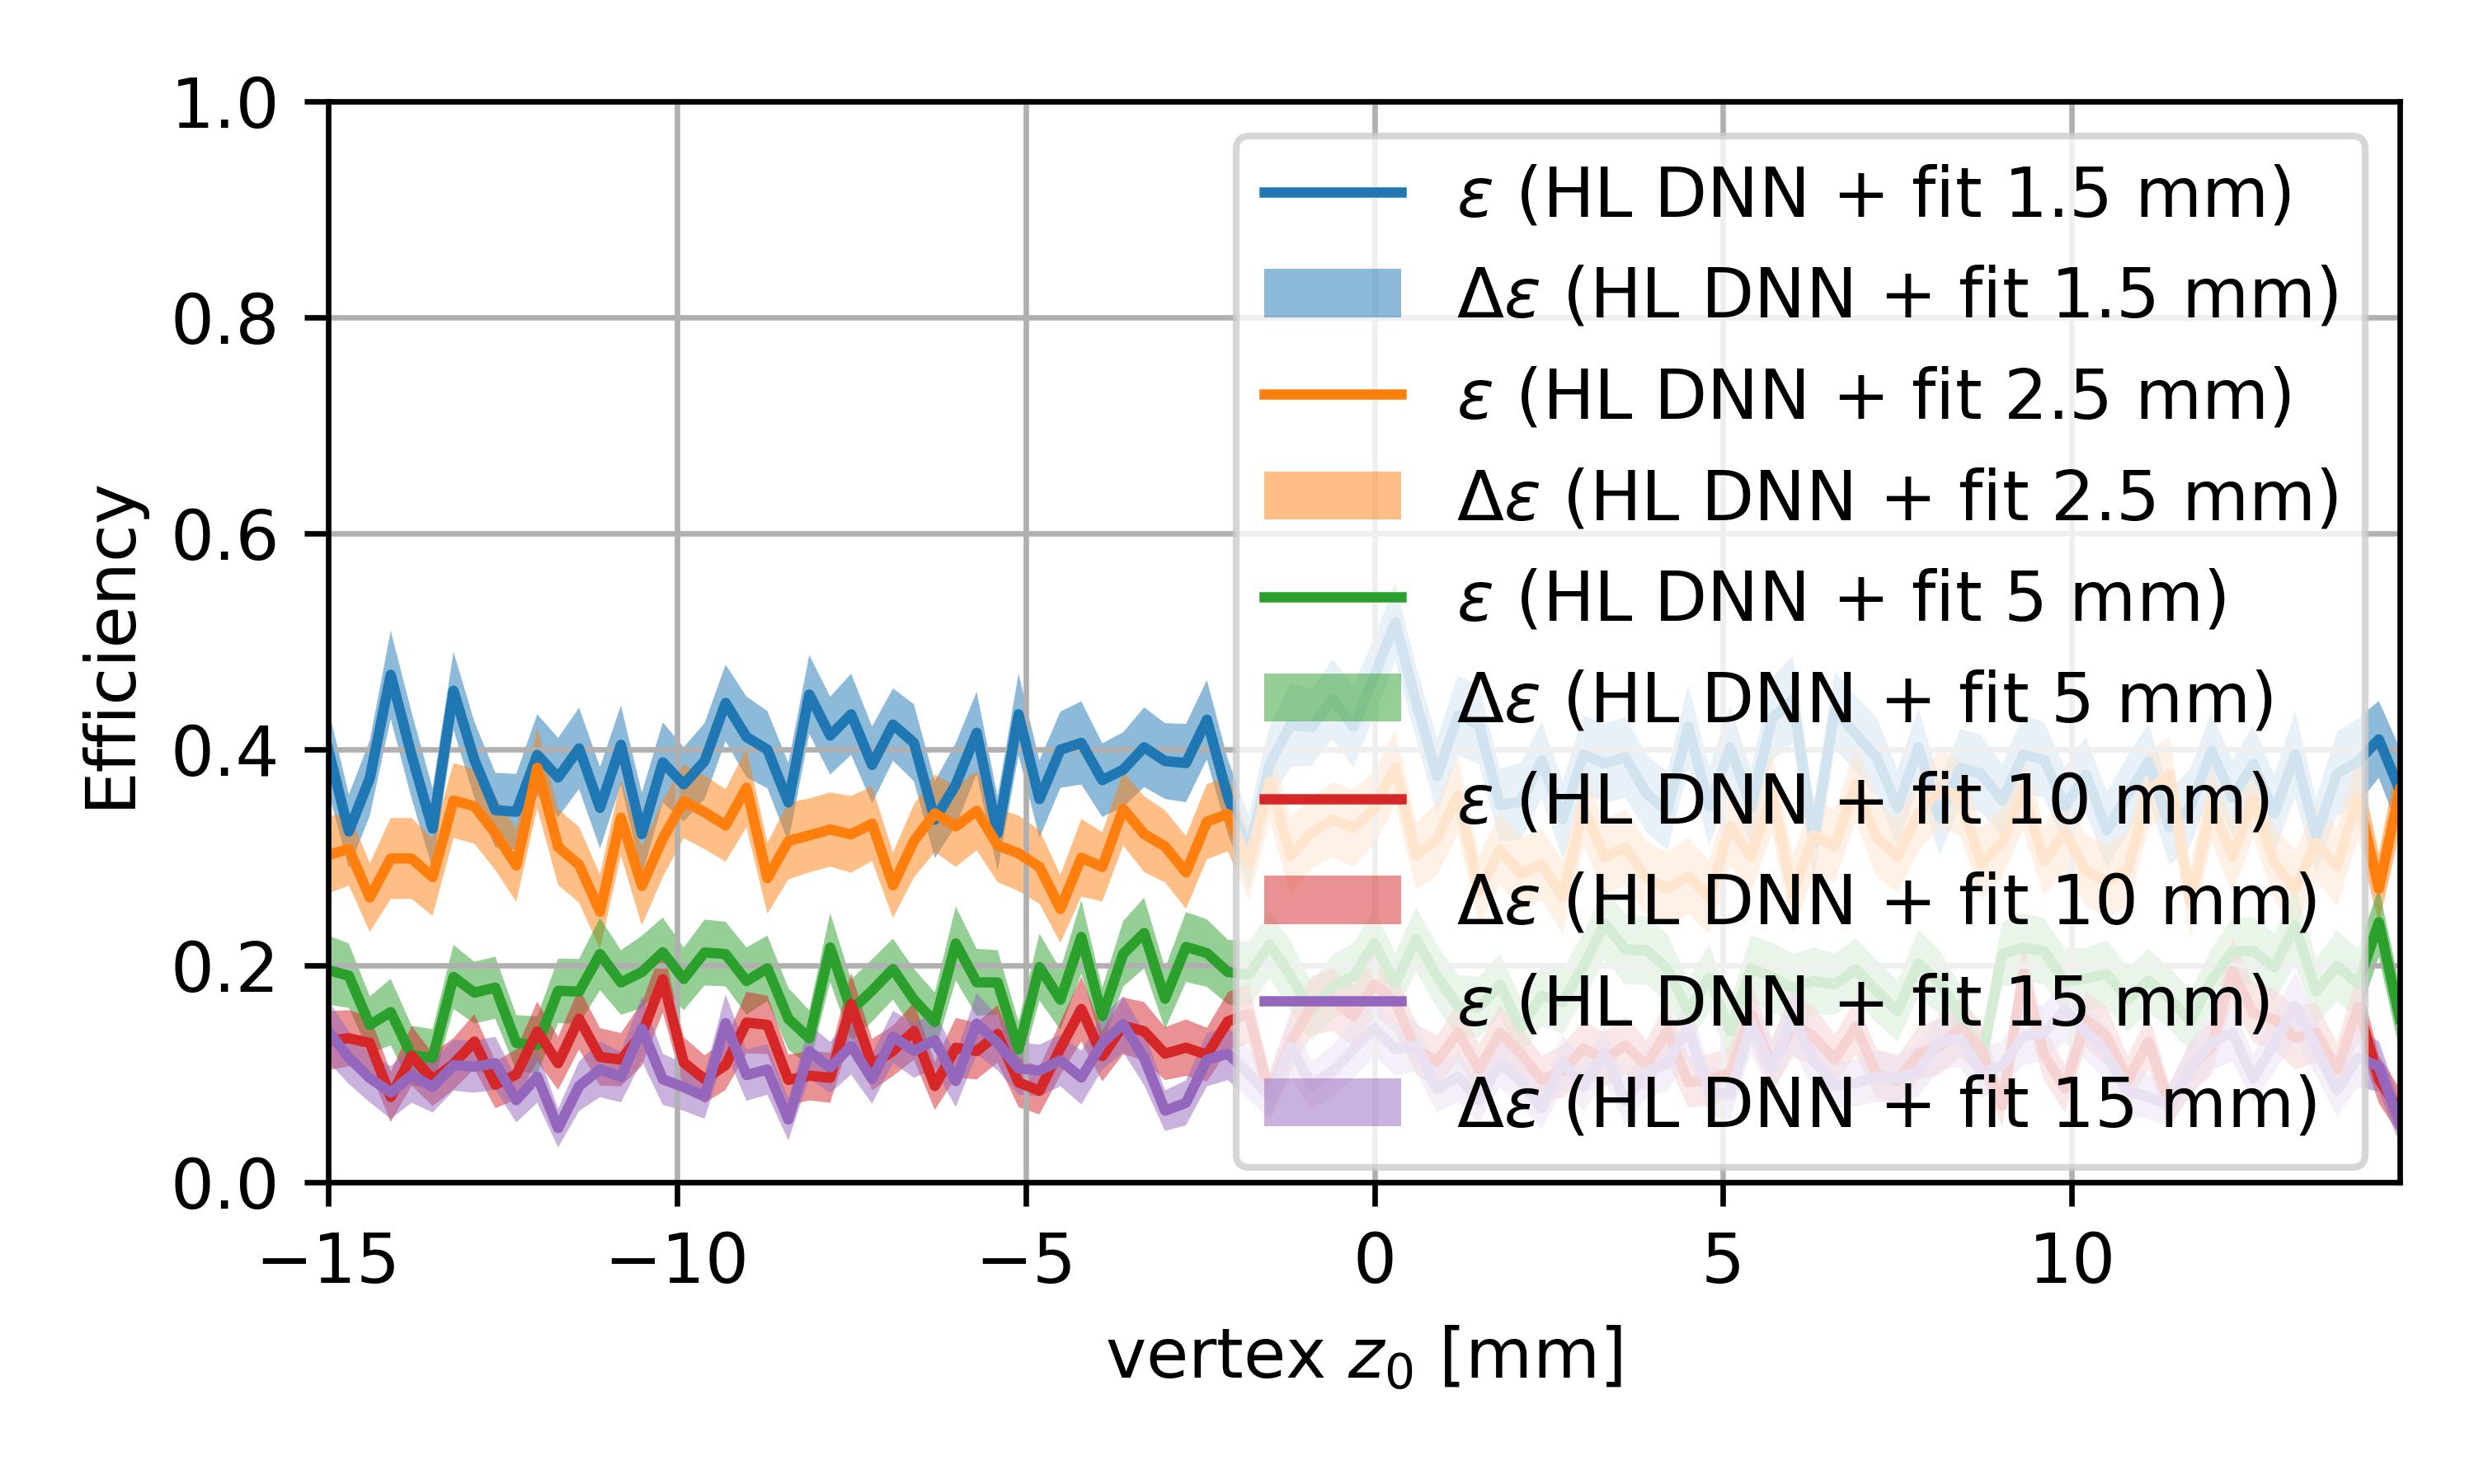 1.0
0.8
0.6
0.4
0.2
0.0
Efficiency
ε (HL DNN + fit 1.5 mm)
Δε (HL DNN + fit 1.5 mm)
ε (HL DNN + fit 2.5 mm)
Δε (HL DNN + fit 2.5 mm)
ε (HL DNN + fit 5 mm)
Δε (HL DNN + fit 5 mm)
ε (HL DNN + fit 10 mm)
Δε (HL DNN + fit 10 mm)
ε (HL DNN + fit 15 mm)
Δε (HL DNN + fit 15 mm)
−15 −10 −5 0 5 10
vertex z₀ [mm]